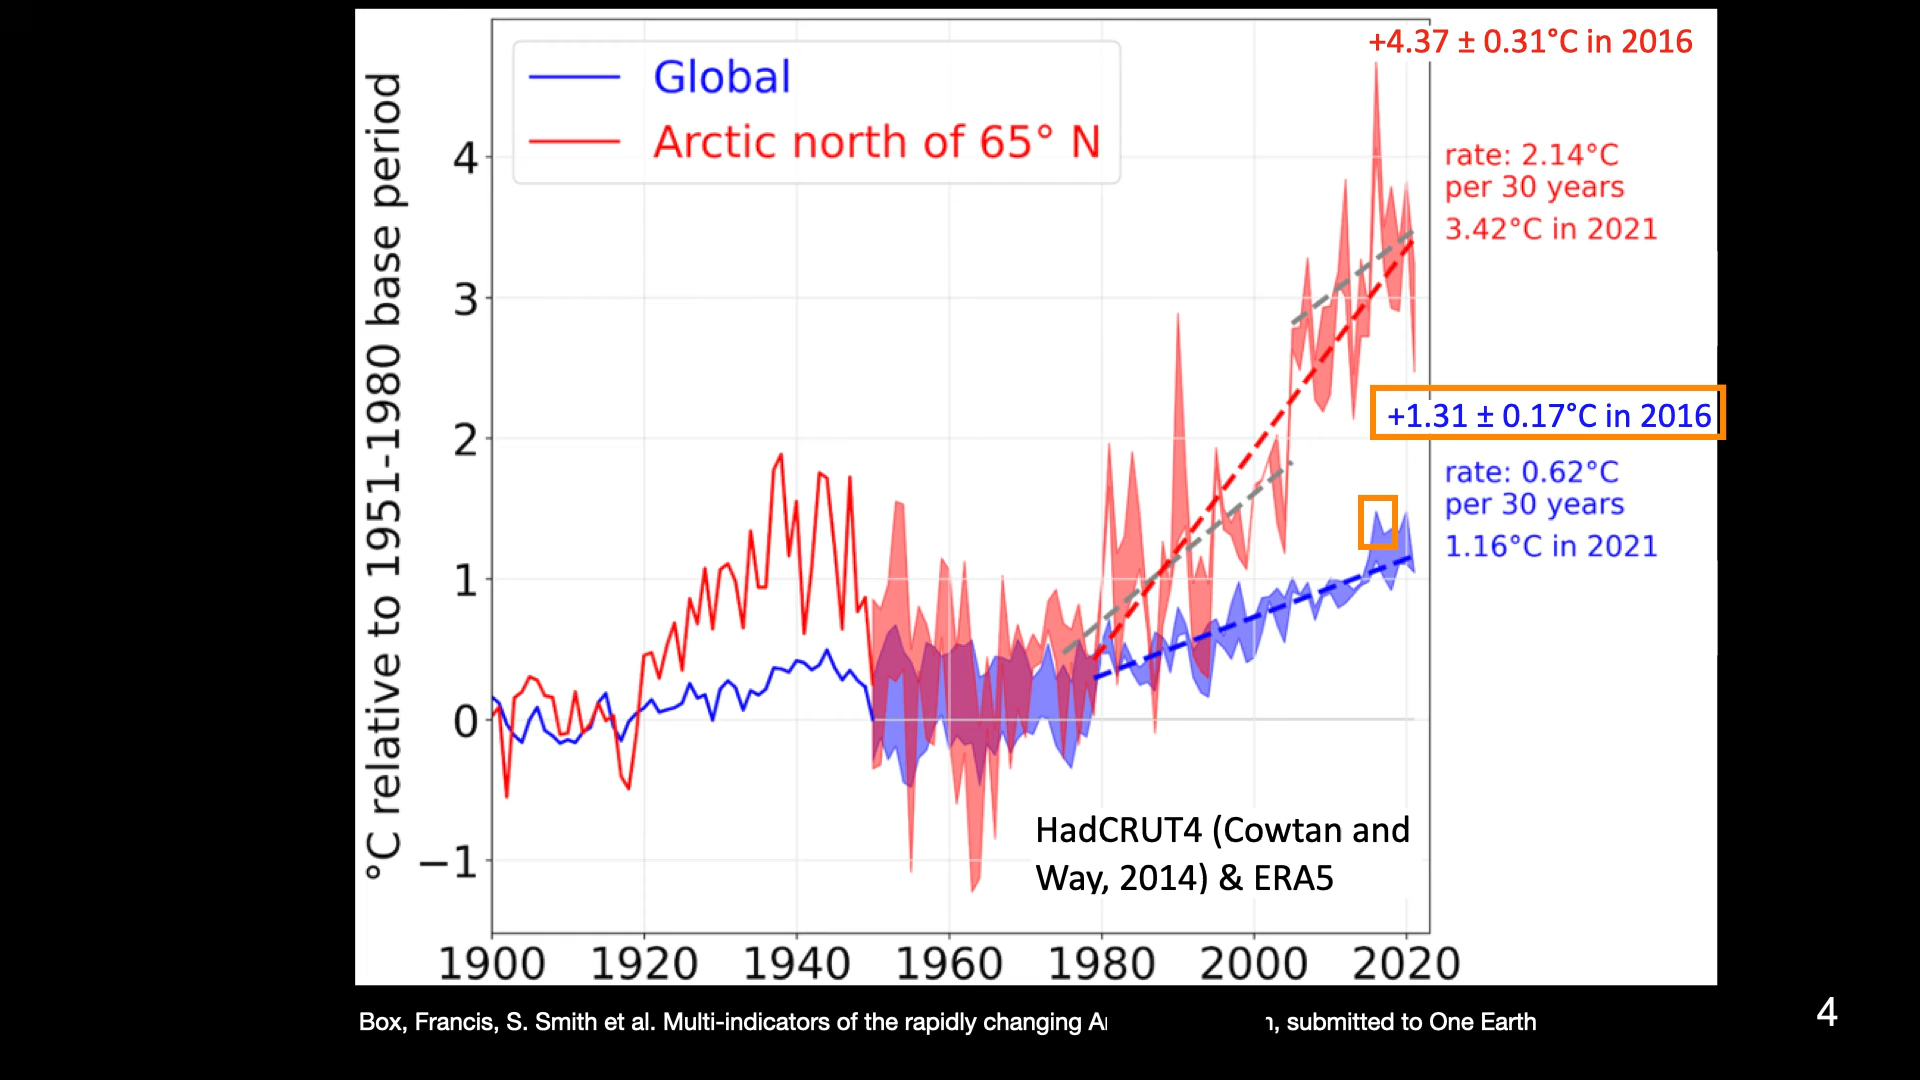 Global
Arctic north of 65° N
+4.37 ± 0.31°C in 2016
rate: 2.14°C
per 30 years
3.42°C in 2021
+1.31 ± 0.17°C in 2016
rate: 0.62°C
per 30 years
1.16°C in 2021
°C relative to 1951-1980 base period
4
3
2
1
0
−1
HadCRUT4 (Cowtan and
Way, 2014) & ERA5
1900 1920 1940 1960 1980 2000 2020
Box, Francis, S. Smith et al. Multi-indicators of the rapidly changing , submitted to One Earth
4